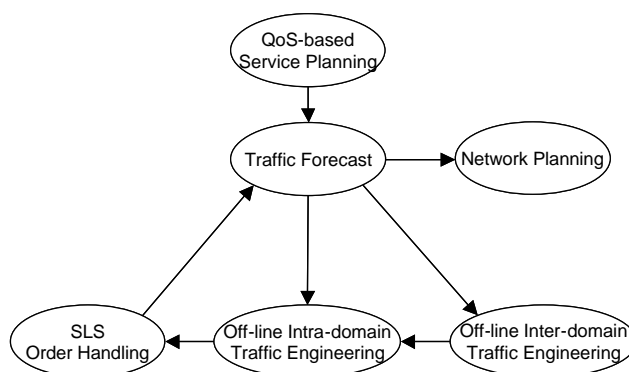 QoS-based
Service Planning
Traffic Forecast
Network Planning
SLS
Order Handling
Off-line Intra-domain
Traffic Engineering
Off-line Inter-domain
Traffic Engineering